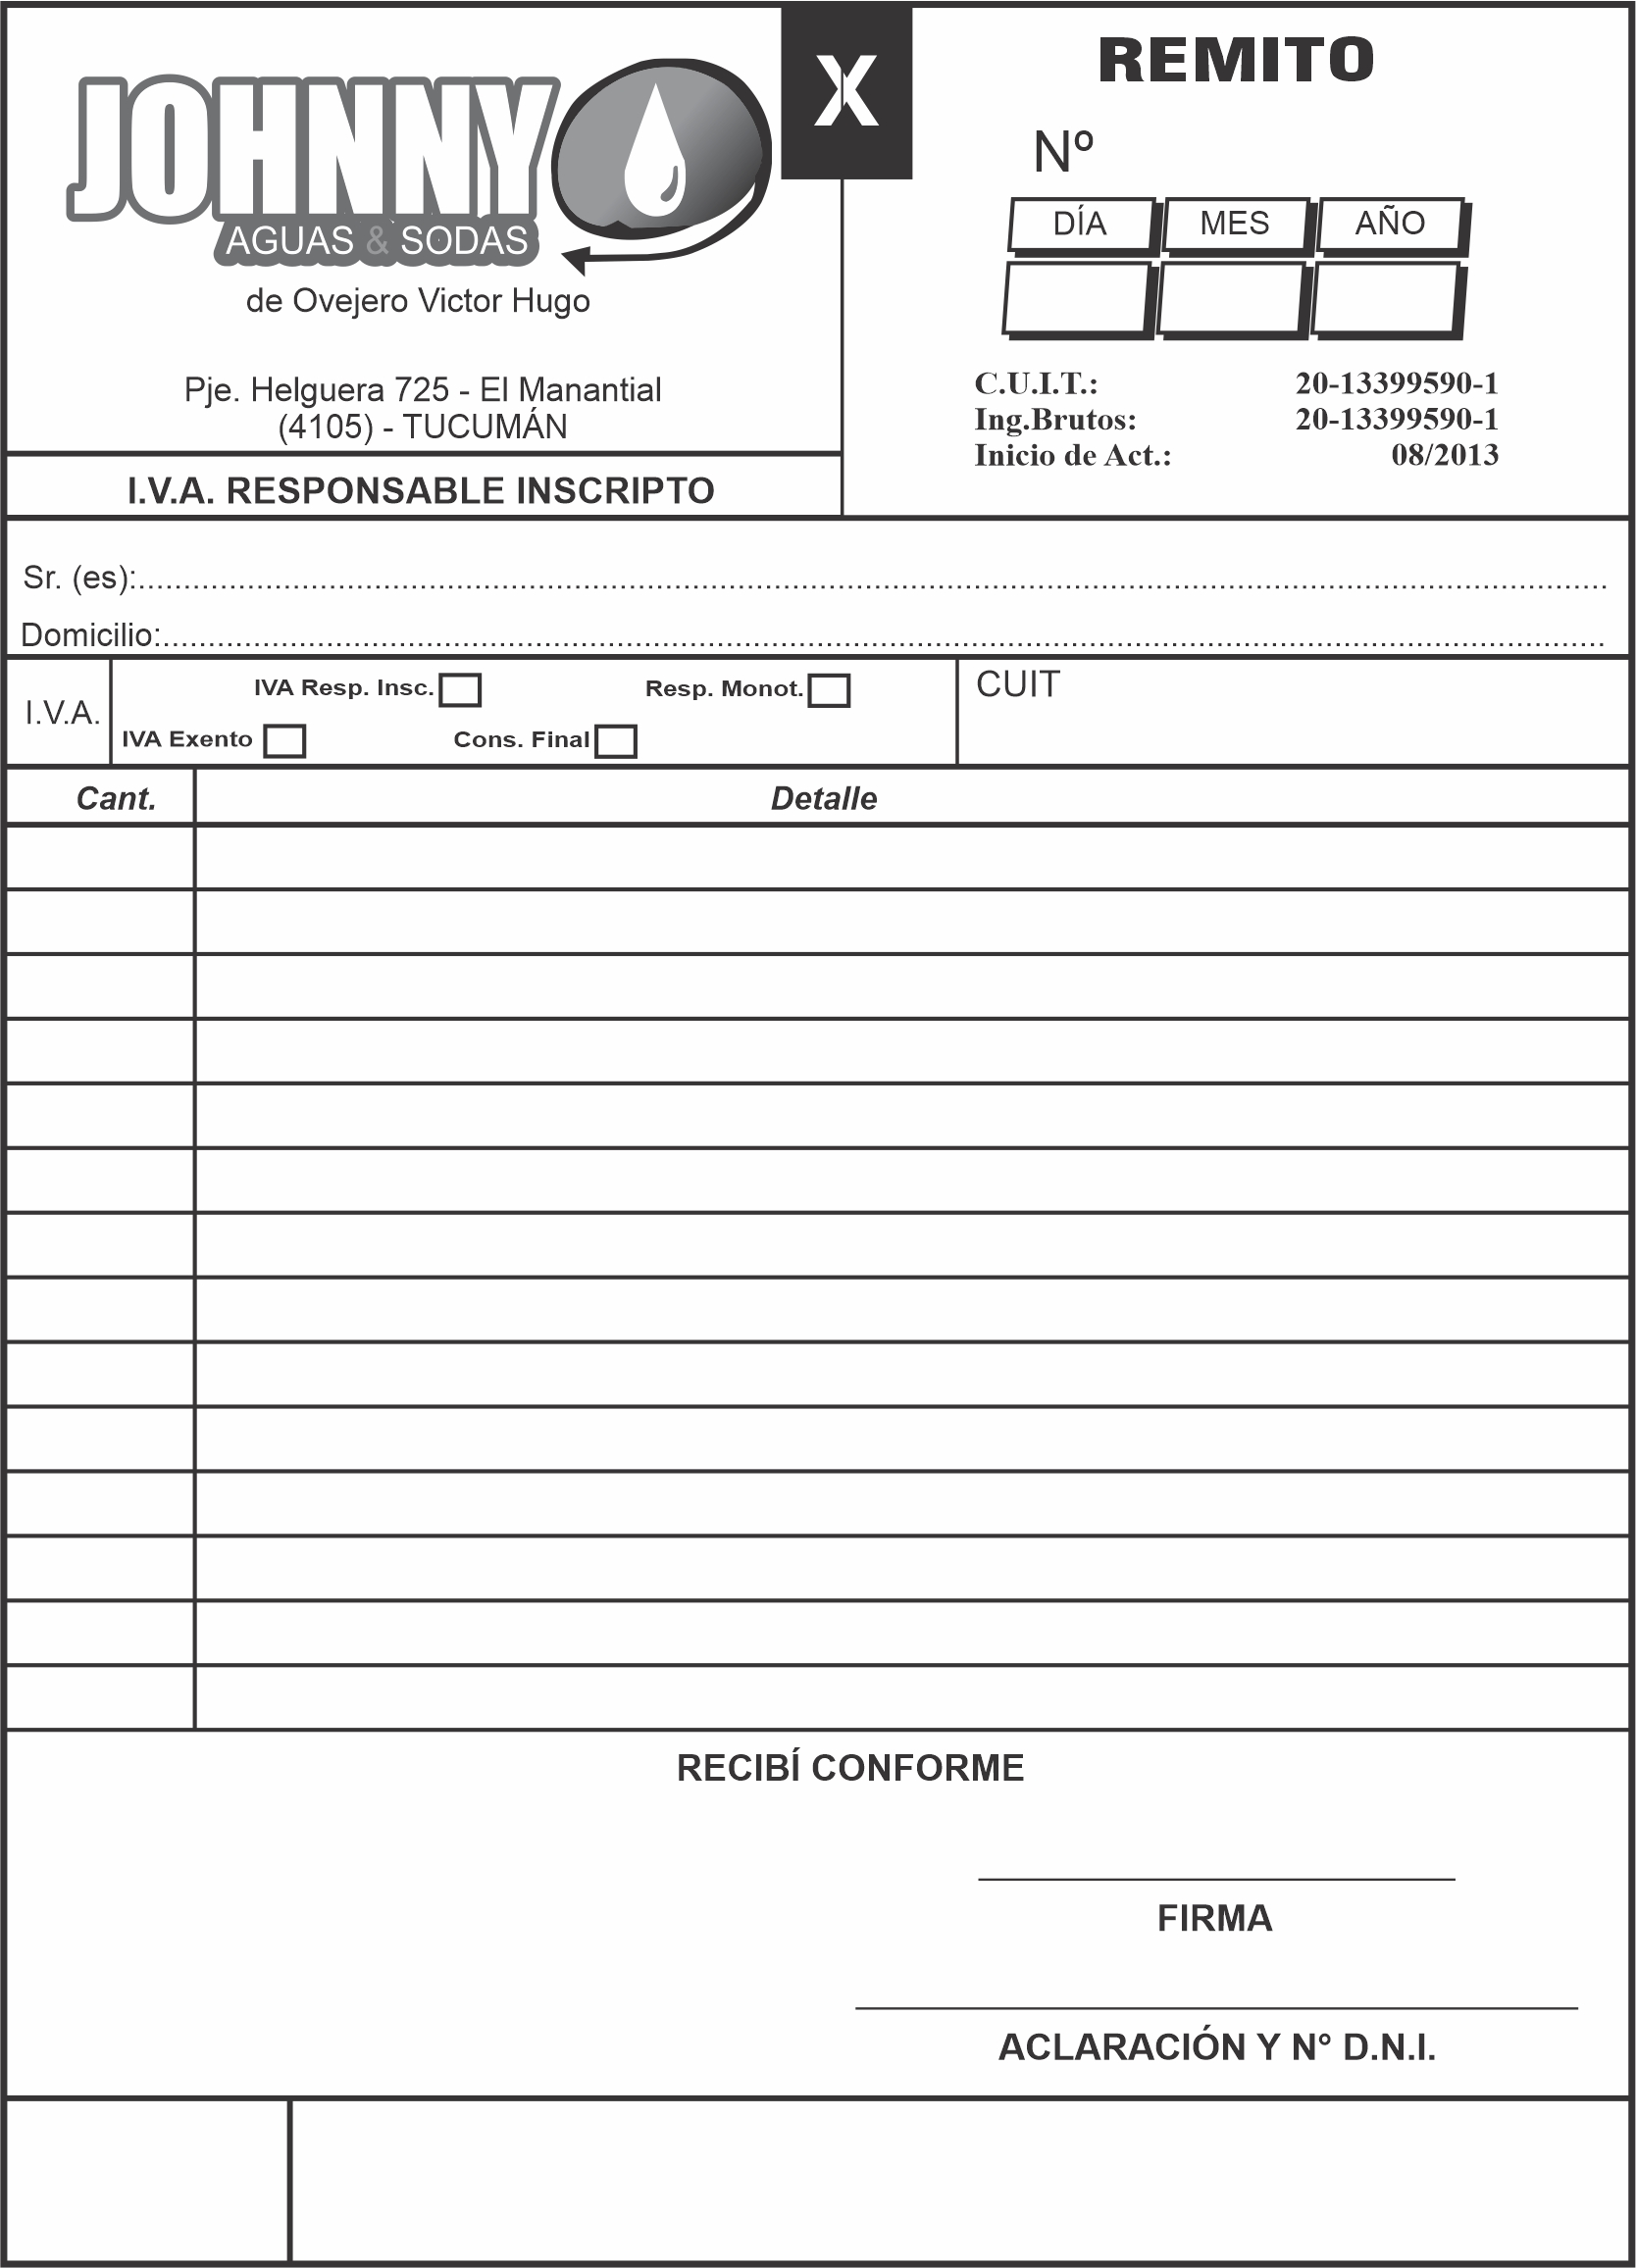 JOHNNY
AGUAS & SODAS
de Ovejero Victor Hugo
Pje. Helguera 725 - El Manantial
(4105) - TUCUMÁN
I.V.A. RESPONSABLE INSCRIPTO
X
REMITO
Nº
DÍA MES AÑO
C.U.I.T.: 20-13399590-1
Ing.Brutos: 20-13399590-1
Inicio de Act.: 08/2013
Sr. (es):
Domicilio:
I.V.A.
IVA Resp. Insc. Resp. Monot.
IVA Exento Cons. Final
CUIT
Cant. Detalle
RECIBÍ CONFORME
FIRMA
ACLARACIÓN Y N° D.N.I.